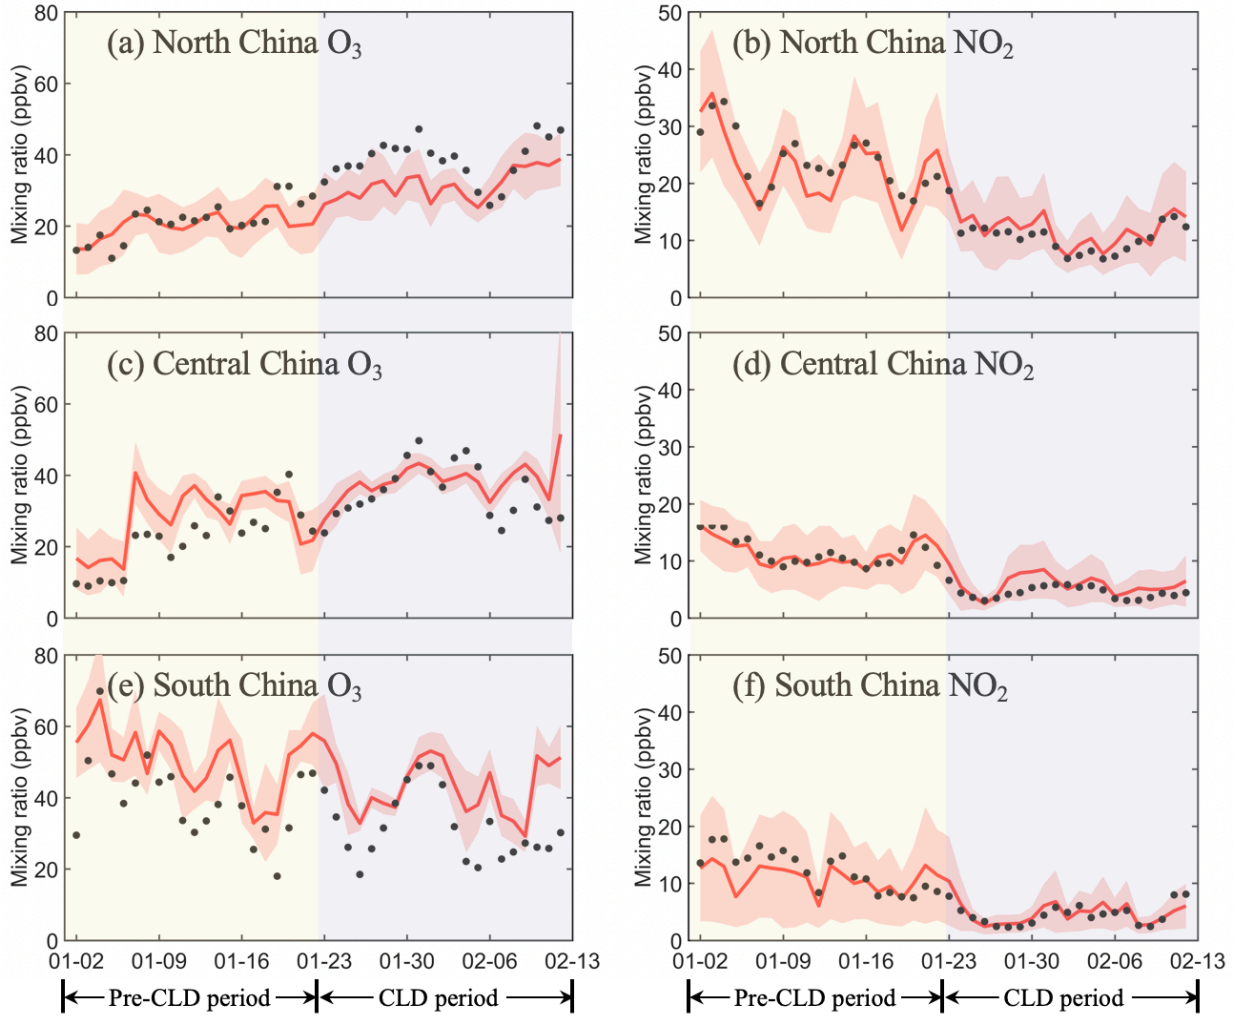 (a) North China O₃
Mixing ratio (ppbv)
80
60
40
20
0
(b) North China NO₂
Mixing ratio (ppbv)
50
40
30
20
10
0
(c) Central China O₃
Mixing ratio (ppbv)
80
60
40
20
0
(d) Central China NO₂
Mixing ratio (ppbv)
50
40
30
20
10
0
(e) South China O₃
Mixing ratio (ppbv)
80
60
40
20
0
01-02 01-09 01-16 01-23 01-30 02-06 02-13
Pre-CLD period CLD period
(f) South China NO₂
Mixing ratio (ppbv)
50
40
30
20
10
0
01-02 01-09 01-16 01-23 01-30 02-06 02-13
Pre-CLD period CLD period